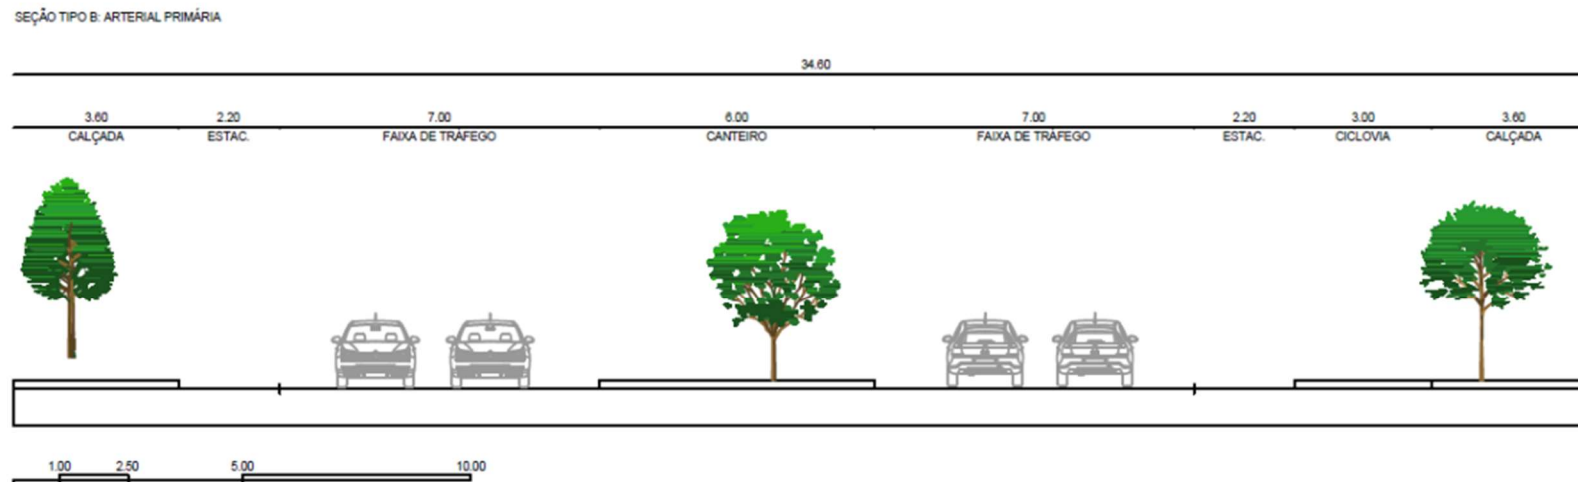 SEÇÃO TIPO B: ARTERIAL PRIMÁRIA
34.60
3.60 2.20 7.00 6.00 7.00 2.20 3.00 3.60
CALÇADA ESTAC. FAIXA DE TRÁFEGO CANTEIRO FAIXA DE TRÁFEGO ESTAC. CICLOVIA CALÇADA
1.00 2.50 5.00 10.00